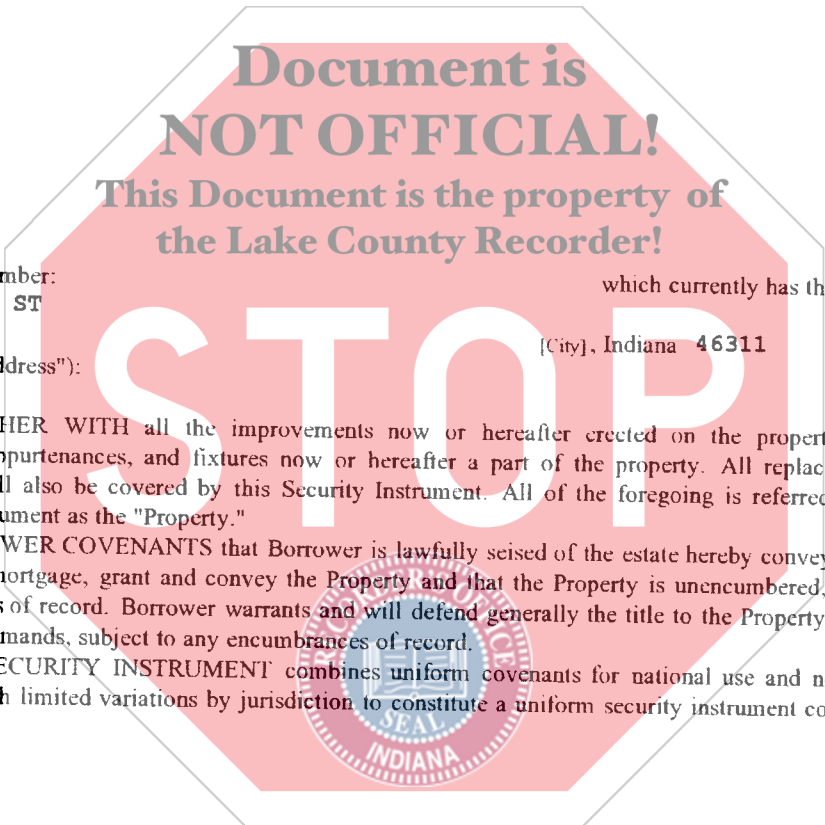 Document is
NOT OFFICIAL!
This Document is the property of
the Lake County Recorder!
mber:
which currently has th
ST
[City], Indiana 46311
ddress"):
STOP
HER WITH all the improvements now or hereafter erected on the propert
ppurtenances, and fixtures now or hereafter a part of the property. All replac
ll also be covered by this Security Instrument. All of the foregoing is referred
ument as the "Property."
WER COVENANTS that Borrower is lawfully seised of the estate hereby convey
nortgage, grant and convey the Property and that the Property is unencumbered,
s of record. Borrower warrants and will defend generally the title to the Property
mands, subject to any encumbrances of record.
ECURITY INSTRUMENT combines uniform covenants for national use and n
h limited variations by jurisdiction to constitute a uniform security instrument co
RECORDER'S OFFICE
SEAL
INDIANA